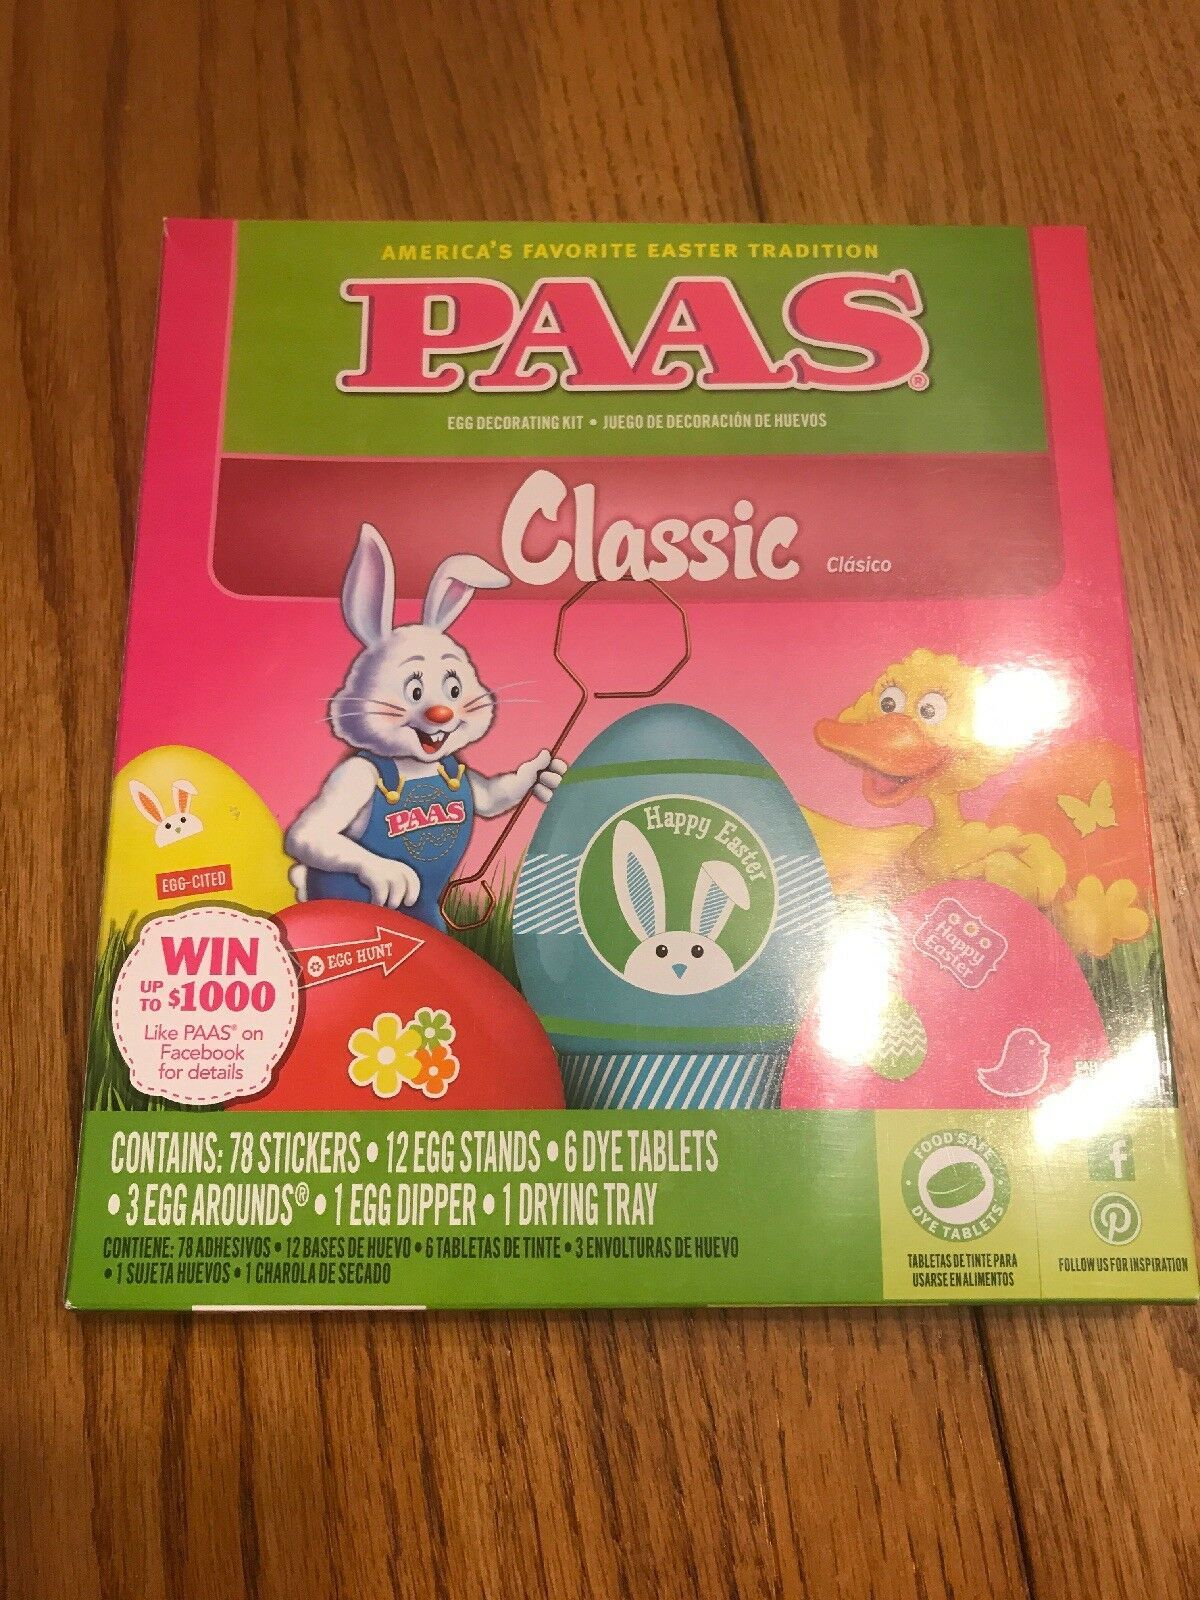 AMERICA'S FAVORITE EASTER TRADITION
PAAS®
EGG DECORATING KIT • JUEGO DE DECORACIÓN DE HUEVOS
Classic Clásico
PAAS
Happy Easter
EGG-CITED
EGG HUNT
Happy
Easter
WIN
UP TO $1000
Like PAAS® on
Facebook
for details
CONTAINS: 78 STICKERS • 12 EGG STANDS • 6 DYE TABLETS
• 3 EGG AROUNDS® • 1 EGG DIPPER • 1 DRYING TRAY
CONTIENE: 78 ADHESIVOS • 12 BASES DE HUEVO • 6 TABLETAS DE TINTE • 3 ENVOLTURAS DE HUEVO
• 1 SUJETA HUEVOS • 1 CHAROLA DE SECADO
FOOD SAFE
DYE TABLETS
TABLETAS DE TINTE PARA
USARSE EN ALIMENTOS
f
FOLLOW US FOR INSPIRATION